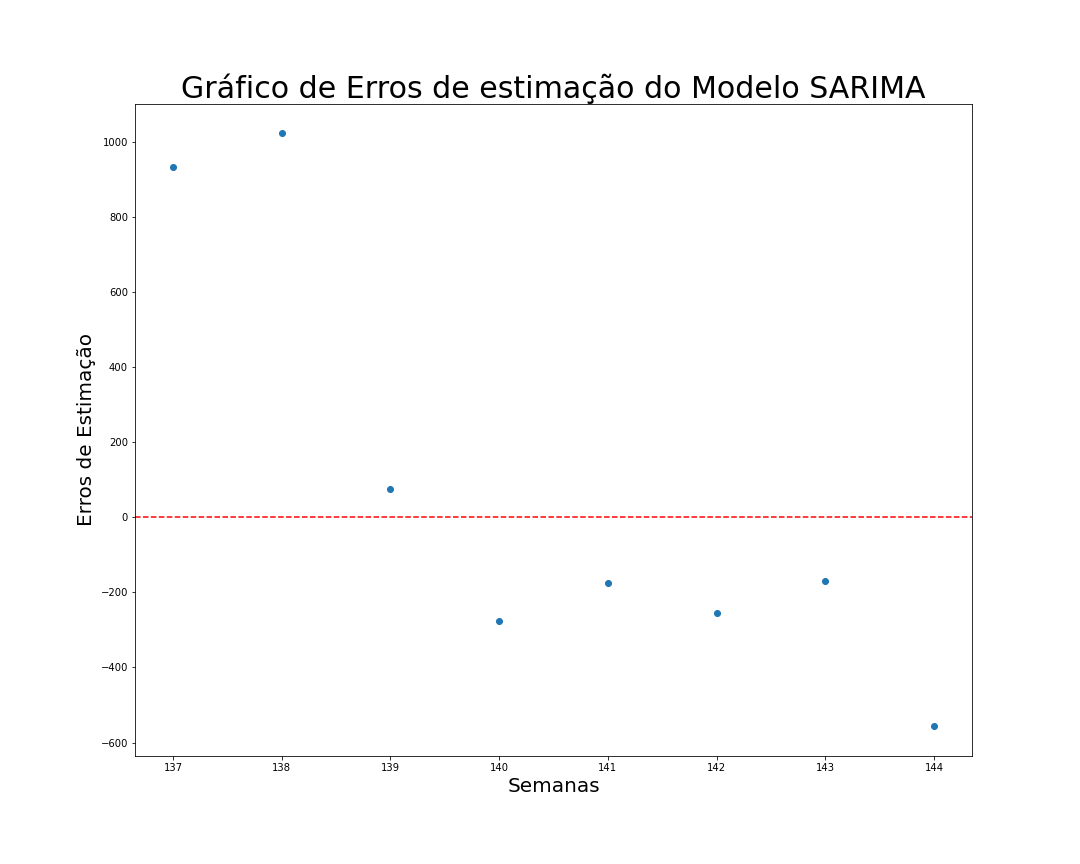 Gráfico de Erros de estimação do Modelo SARIMA
1000
800
600
400
200
0
−200
−400
−600
Erros de Estimação
137 138 139 140 141 142 143 144
Semanas